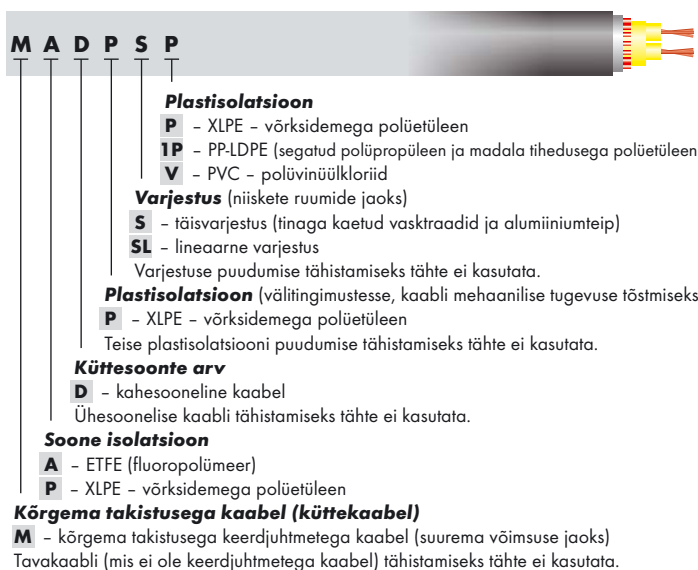 M A D P S P
Plastisolatsioon
P – XLPE – võrksidemega polüetüleen
1P – PP-LDPE (segatud polüpropüleen ja madala tihedusega polüetüleen
V – PVC – polüvinüülkloriid
Varjestus (niiskete ruumide jaoks)
S – täisvarjestus (tinaga kaetud vasktraadid ja alumiiniumteip)
SL – lineaarne varjestus
Varjestuse puudumise tähistamiseks tähte ei kasutata.
Plastisolatsioon (välitingimustesse, kaabli mehaanilise tugevuse tõstmiseks
P – XLPE – võrksidemega polüetüleen
Teise plastisolatsiooni puudumise tähistamiseks tähte ei kasutata.
Küttesoonte arv
D – kahesooneline kaabel
Ühesoonelise kaabli tähistamiseks tähte ei kasutata.
Soone isolatsioon
A – ETFE (fluoropolümeer)
P – XLPE – võrksidemega polüetüleen
Kõrgema takistusega kaabel (küttekaabel)
M – kõrgema takistusega keerdjuhtmetega kaabel (suurema võimsuse jaoks)
Tavakaabli (mis ei ole keerdjuhtmetega kaabel) tähistamiseks tähte ei kasutata.